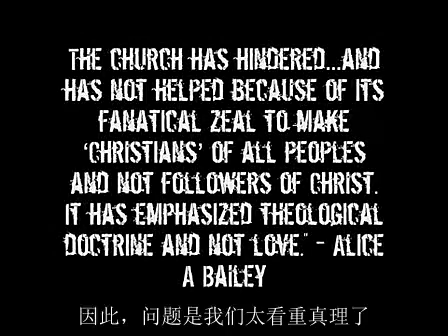 THE CHURCH HAS HINDERED...AND
HAS NOT HELPED BECAUSE OF ITS
FANATICAL ZEAL TO MAKE
'CHRISTIANS' OF ALL PEOPLES
AND NOT FOLLOWERS OF CHRIST.
IT HAS EMPHASIZED THEOLOGICAL
DOCTRINE AND NOT LOVE." - ALICE
A BAILEY
因此，问题是我们太看重真理了